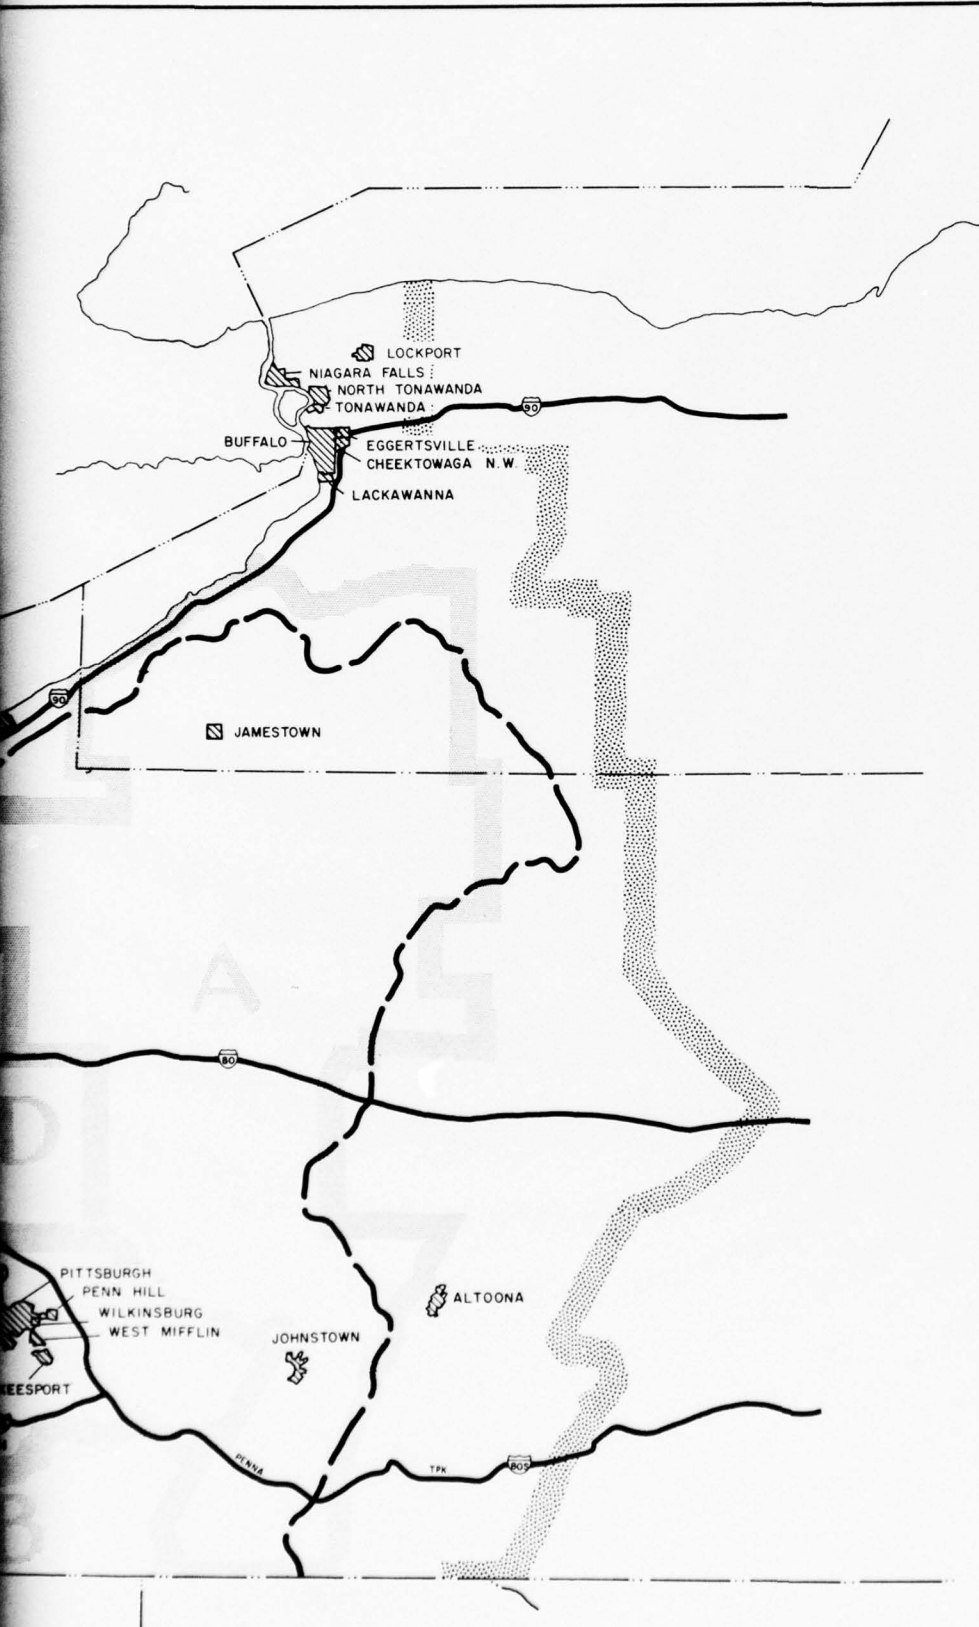 LOCKPORT
NIAGARA FALLS
NORTH TONAWANDA
TONAWANDA
90
BUFFALO
EGGERTSVILLE
CHEEKTOWAGA N.W.
LACKAWANNA
90
JAMESTOWN
A
80
D
PITTSBURGH
PENN HILL
WILKINSBURG
WEST MIFFLIN
ALTOONA
JOHNSTOWN
KEESPORT
PENNA
TPK
80S
B